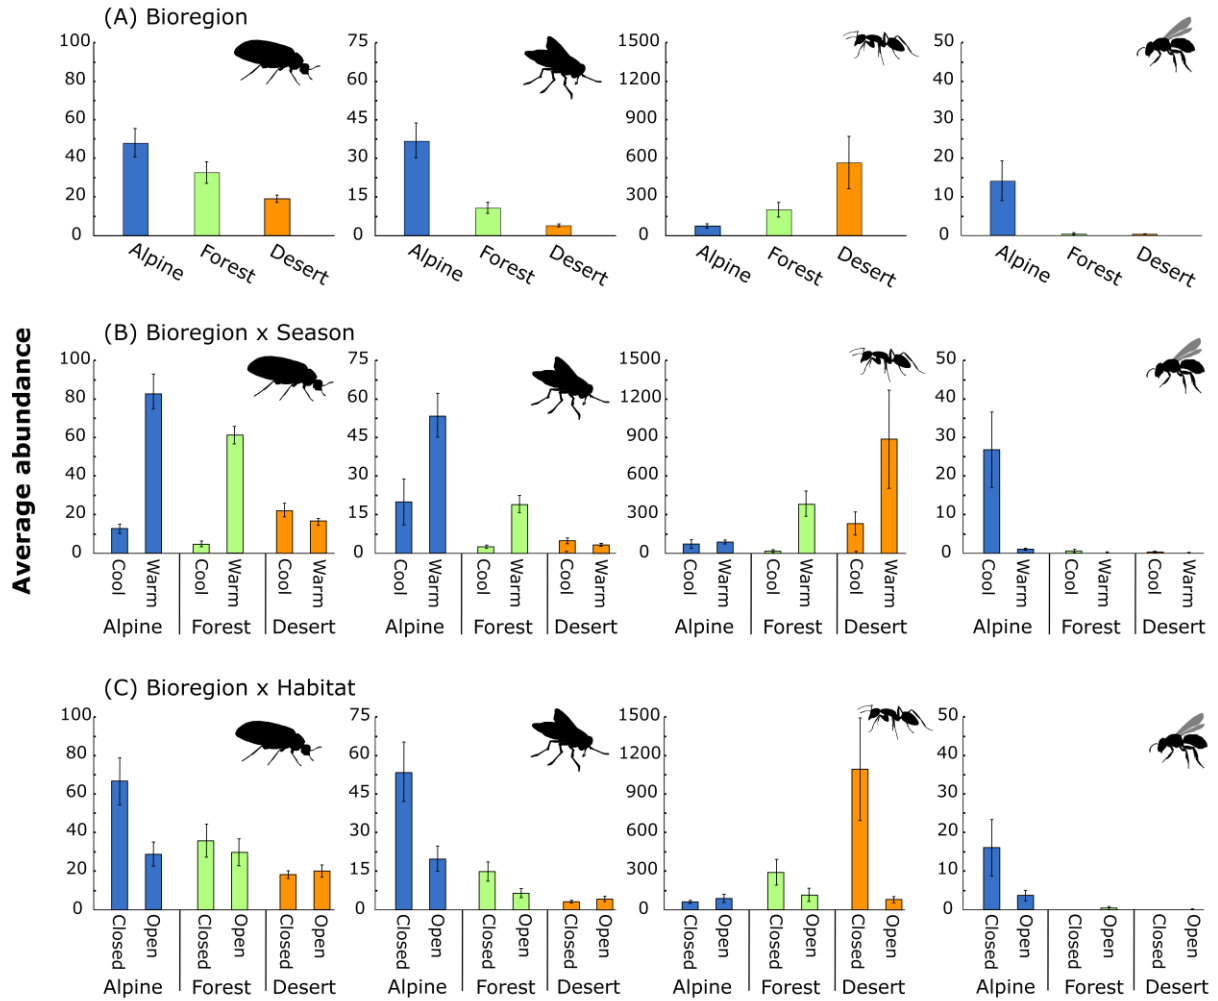 (A) Bioregion
100 75 1500 50
80 60 1200 40
60 45 900 30
40 30 600 20
20 15 300 10
0 0 0 0
Alpine Forest Desert Alpine Forest Desert Alpine Forest Desert Alpine Forest Desert
Average abundance
(B) Bioregion x Season
100 75 1500 50
80 60 1200 40
60 45 900 30
40 30 600 20
20 15 300 10
0 0 0 0
Cool Warm Cool Warm Cool Warm Cool Warm Cool Warm Cool Warm Cool Warm Cool Warm Cool Warm Cool Warm Cool Warm Cool Warm
Alpine Forest Desert Alpine Forest Desert Alpine Forest Desert Alpine Forest Desert
(C) Bioregion x Habitat
100 75 1500 50
80 60 1200 40
60 45 900 30
40 30 600 20
20 15 300 10
0 0 0 0
Closed Open Closed Open Closed Open Closed Open Closed Open Closed Open Closed Open Closed Open Closed Open Closed Open Closed Open Closed Open
Alpine Forest Desert Alpine Forest Desert Alpine Forest Desert Alpine Forest Desert